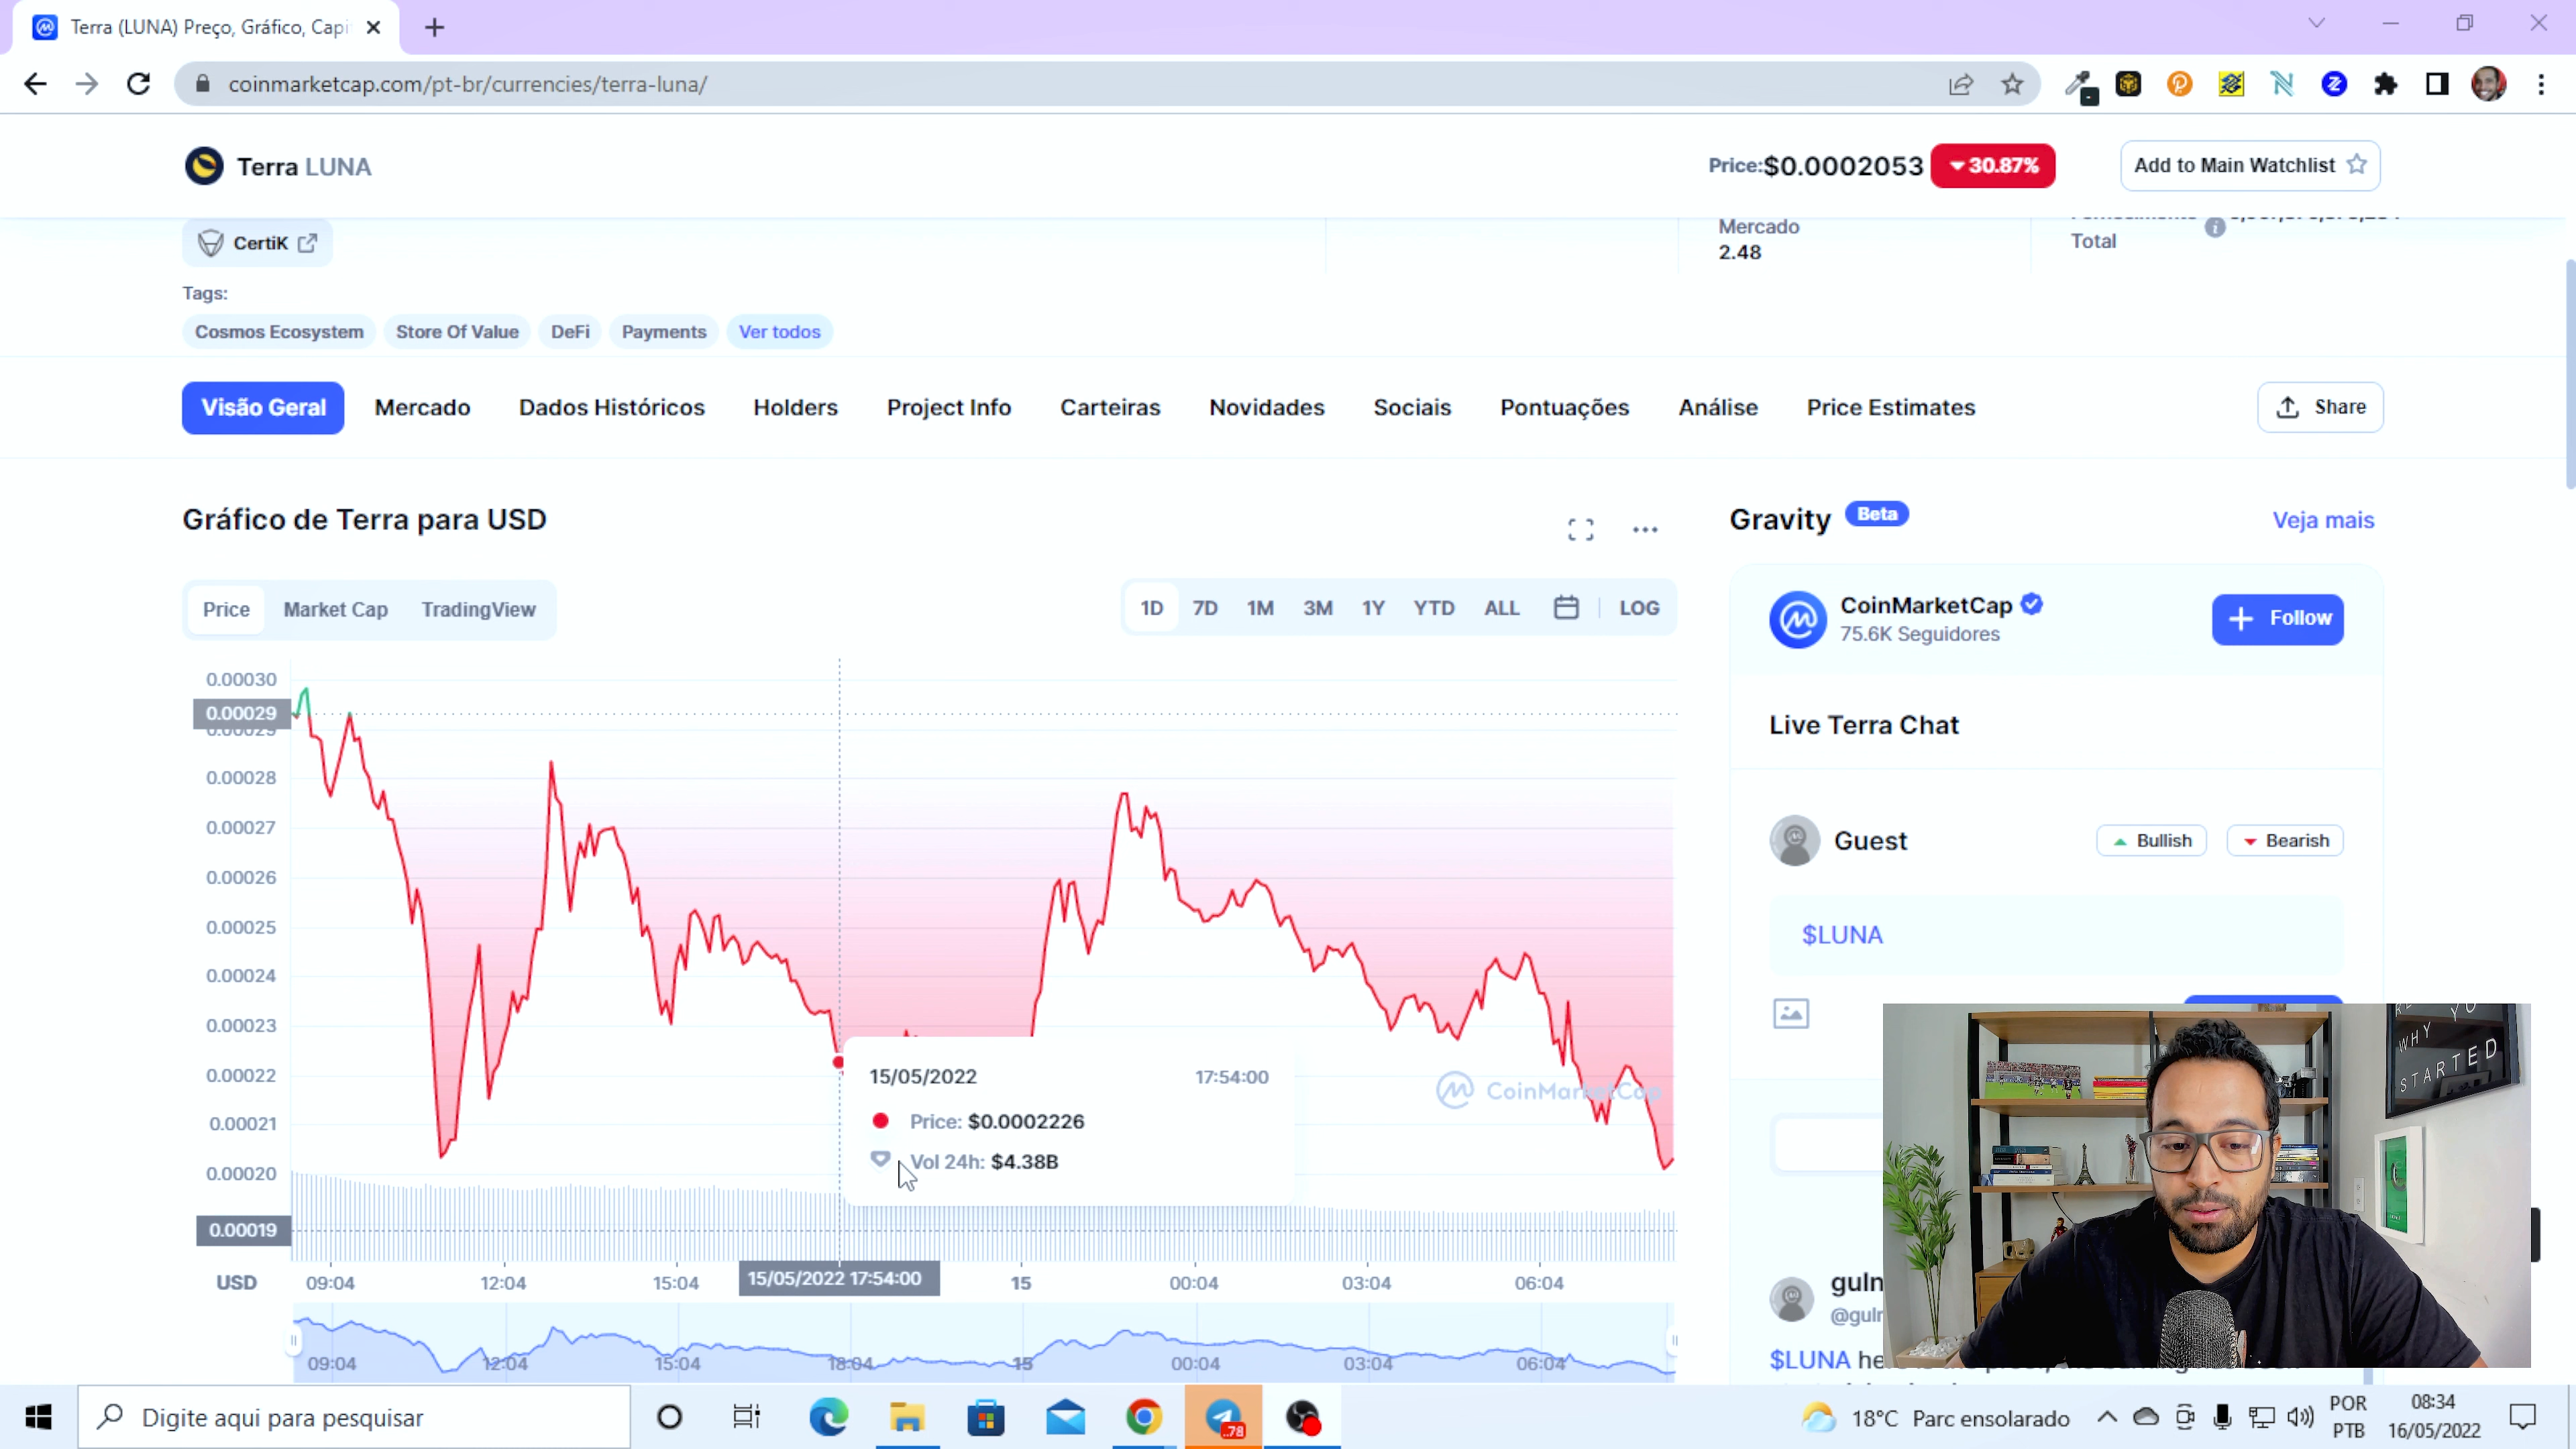 Terra (LUNA) Preço, Gráfico, Capi
coinmarketcap.com/pt-br/currencies/terra-luna/
Terra LUNA
Price:$0.0002053
30.87%
Add to Main Watchlist
CertiK
Mercado
2.48
Total
Tags:
Cosmos Ecosystem
Store Of Value
DeFi
Payments
Ver todos
Visão Geral
Mercado
Dados Históricos
Holders
Project Info
Carteiras
Novidades
Sociais
Pontuações
Análise
Price Estimates
Share
Gráfico de Terra para USD
Gravity
Beta
Veja mais
Price
Market Cap
TradingView
1D
7D
1M
3M
1Y
YTD
ALL
LOG
CoinMarketCap
75.6K Seguidores
Follow
Live Terra Chat
Guest
Bullish
Bearish
$LUNA
0.00030
0.00029
0.00029
0.00028
0.00027
0.00026
0.00025
0.00024
0.00023
0.00022
0.00021
0.00020
0.00019
15/05/2022
17:54:00
Price: $0.0002226
Vol 24h: $4.38B
CoinMarketCap
USD
09:04
12:04
15:04
15/05/2022 17:54:00
15
00:04
03:04
06:04
09:04
12:04
15:04
18:04
15
00:04
03:04
06:04
guln
@guln
$LUNA he
WHY YO
STARTED
Digite aqui para pesquisar
..78
18°C Parc ensolarado
POR
PTB
08:34
16/05/2022